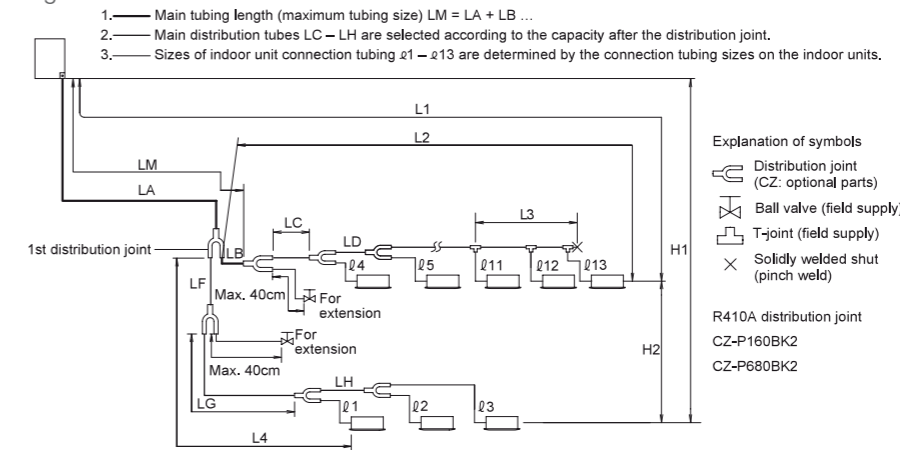 1. Main tubing length (maximum tubing size) LM = LA + LB ...
2. Main distribution tubes LC – LH are selected according to the capacity after the distribution joint.
3. Sizes of indoor unit connection tubing ℓ1 – ℓ13 are determined by the connection tubing sizes on the indoor units.
L1
L2
LM
LA
LC
L3
LD
1st distribution joint
LB
ℓ4
ℓ5
ℓ11
ℓ12
ℓ13
LF
Max. 40cm
For
extension
For
extension
Max. 40cm
LH
LG
ℓ1
ℓ2
ℓ3
L4
H1
H2
Explanation of symbols
Distribution joint
(CZ: optional parts)
Ball valve (field supply)
T-joint (field supply)
Solidly welded shut
(pinch weld)
R410A distribution joint
CZ-P160BK2
CZ-P680BK2